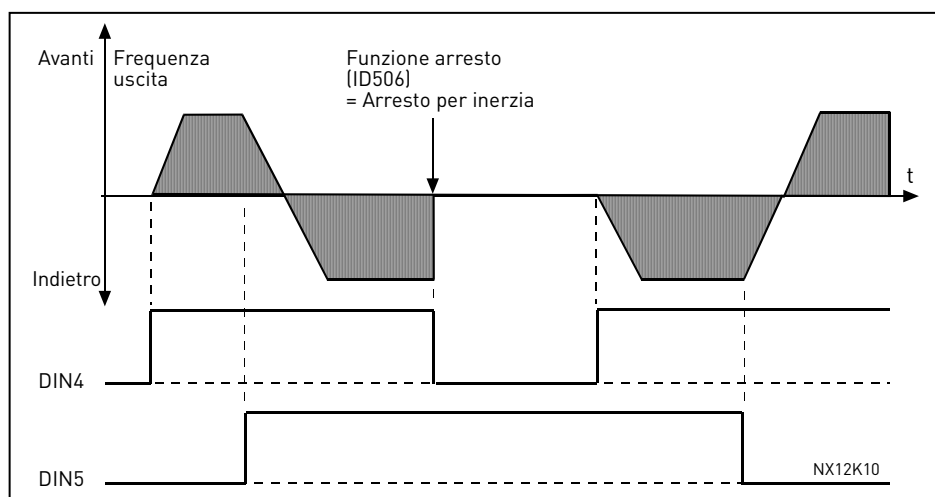 Avanti
Frequenza
uscita
Funzione arresto
(ID506)
= Arresto per inerzia
t
Indietro
DIN4
DIN5
NX12K10